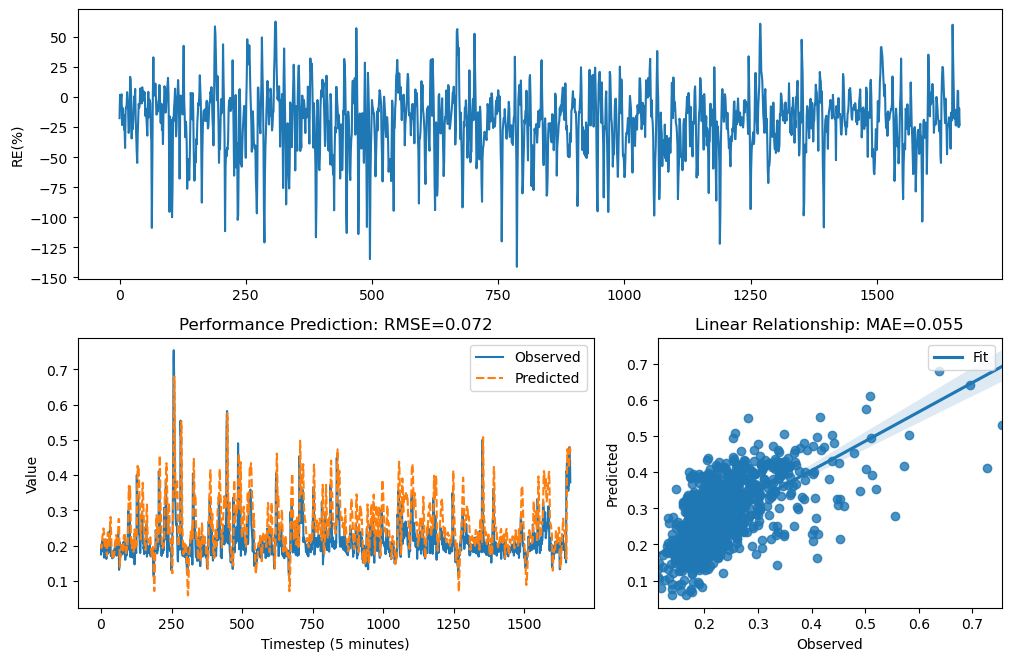 RE(%)
50
25
0
−25
−50
−75
−100
−125
−150
0 250 500 750 1000 1250 1500
Performance Prediction: RMSE=0.072
Observed
Predicted
Value
0.7
0.6
0.5
0.4
0.3
0.2
0.1
0 250 500 750 1000 1250 1500
Timestep (5 minutes)
Linear Relationship: MAE=0.055
Fit
Predicted
0.7
0.6
0.5
0.4
0.3
0.2
0.1
0.2 0.3 0.4 0.5 0.6 0.7
Observed